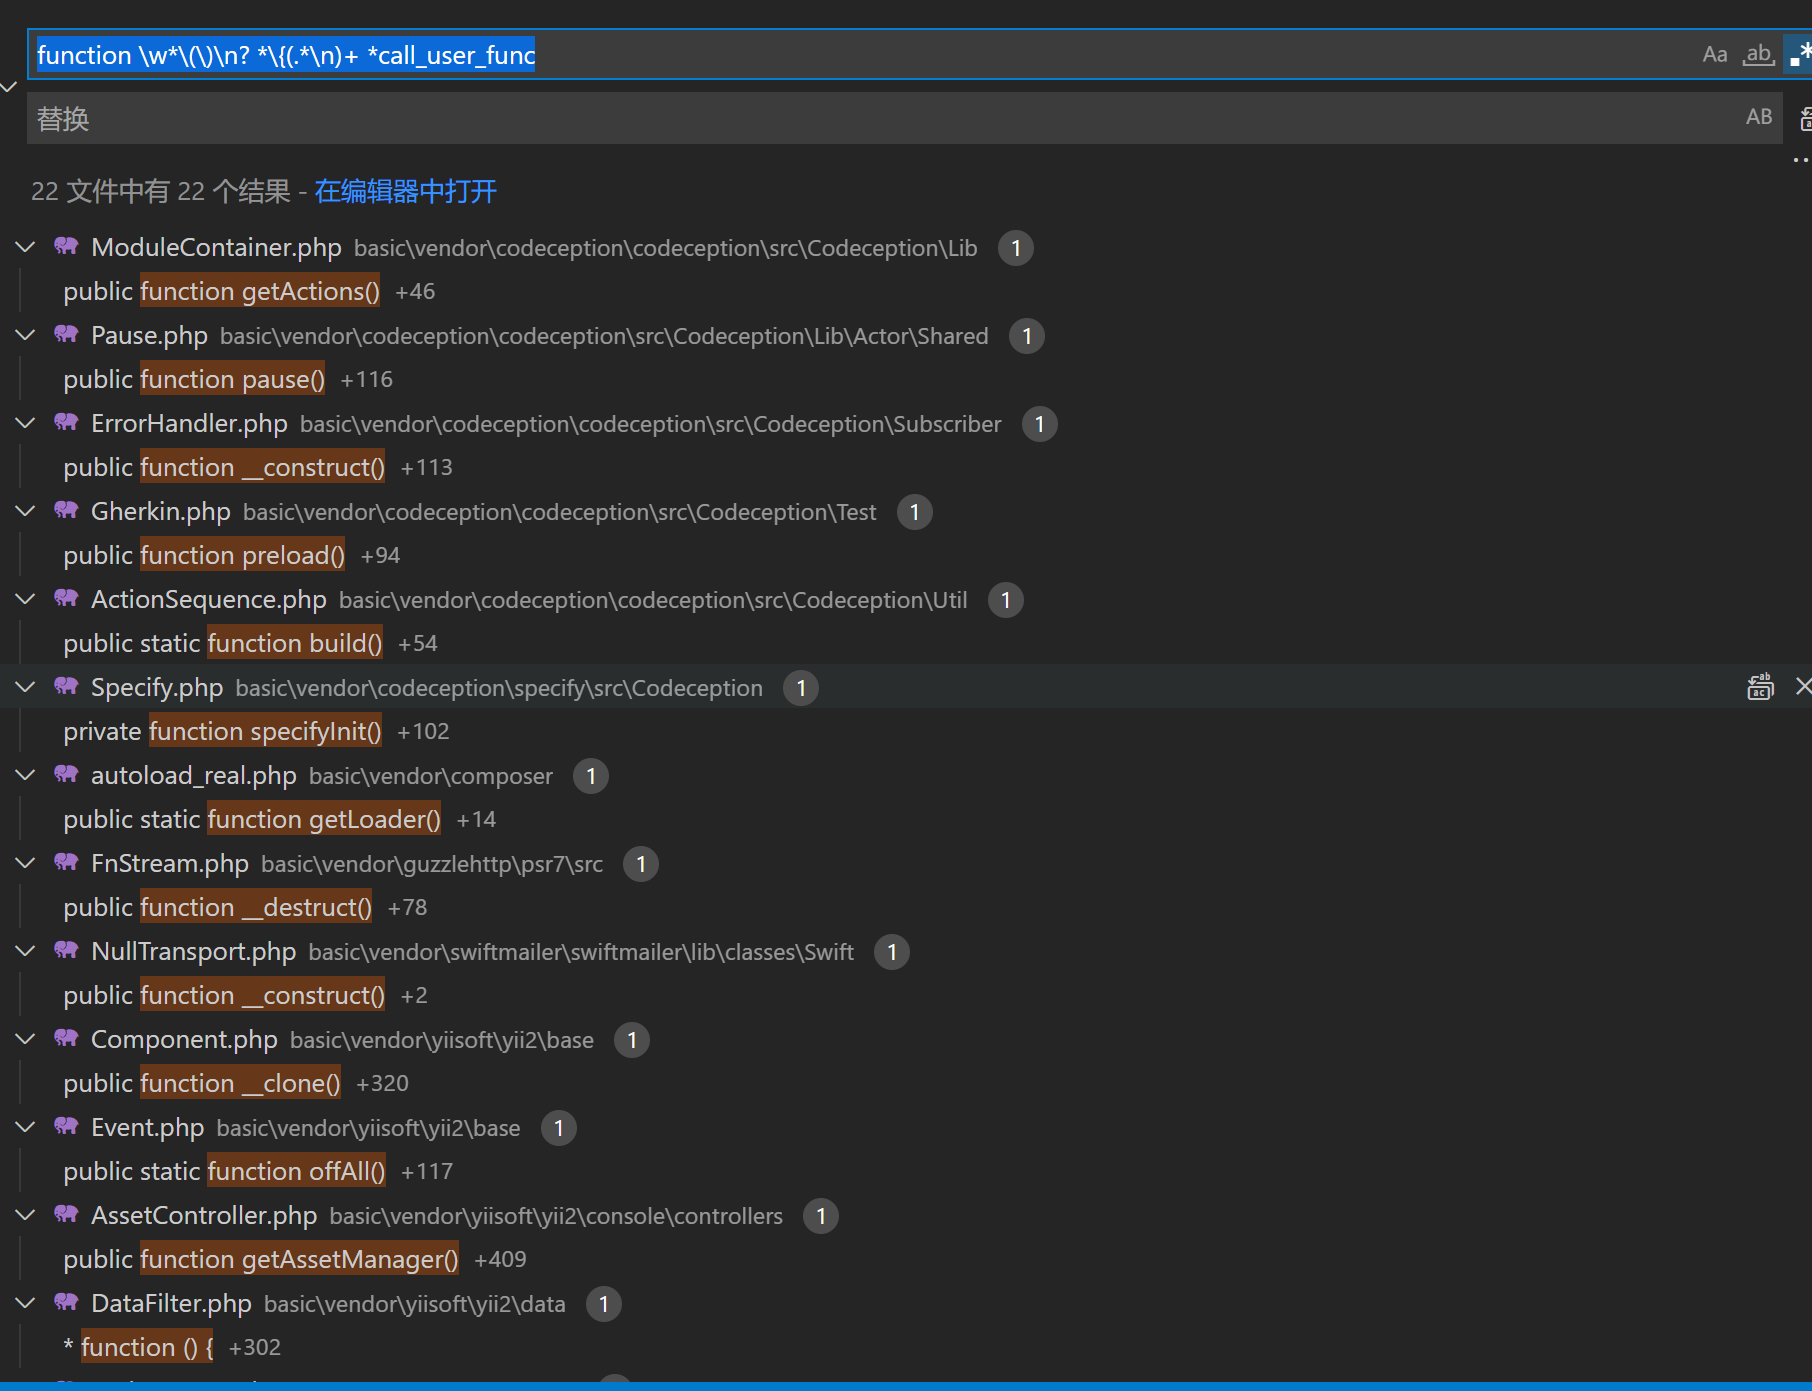 function \w*\(\)\n? *\{(.*\n)+ *call_user_func
Aa ab .*
替换
AB
22 文件中有 22 个结果 - 在编辑器中打开
ModuleContainer.php basic\vendor\codeception\codeception\src\Codeception\Lib 1
public function getActions() +46
Pause.php basic\vendor\codeception\codeception\src\Codeception\Lib\Actor\Shared 1
public function pause() +116
ErrorHandler.php basic\vendor\codeception\codeception\src\Codeception\Subscriber 1
public function __construct() +113
Gherkin.php basic\vendor\codeception\codeception\src\Codeception\Test 1
public function preload() +94
ActionSequence.php basic\vendor\codeception\codeception\src\Codeception\Util 1
public static function build() +54
Specify.php basic\vendor\codeception\specify\src\Codeception 1
private function specifyInit() +102
autoload_real.php basic\vendor\composer 1
public static function getLoader() +14
FnStream.php basic\vendor\guzzlehttp\psr7\src 1
public function __destruct() +78
NullTransport.php basic\vendor\swiftmailer\swiftmailer\lib\classes\Swift 1
public function __construct() +2
Component.php basic\vendor\yiisoft\yii2\base 1
public function __clone() +320
Event.php basic\vendor\yiisoft\yii2\base 1
public static function offAll() +117
AssetController.php basic\vendor\yiisoft\yii2\console\controllers 1
public function getAssetManager() +409
DataFilter.php basic\vendor\yiisoft\yii2\data 1
* function () { +302